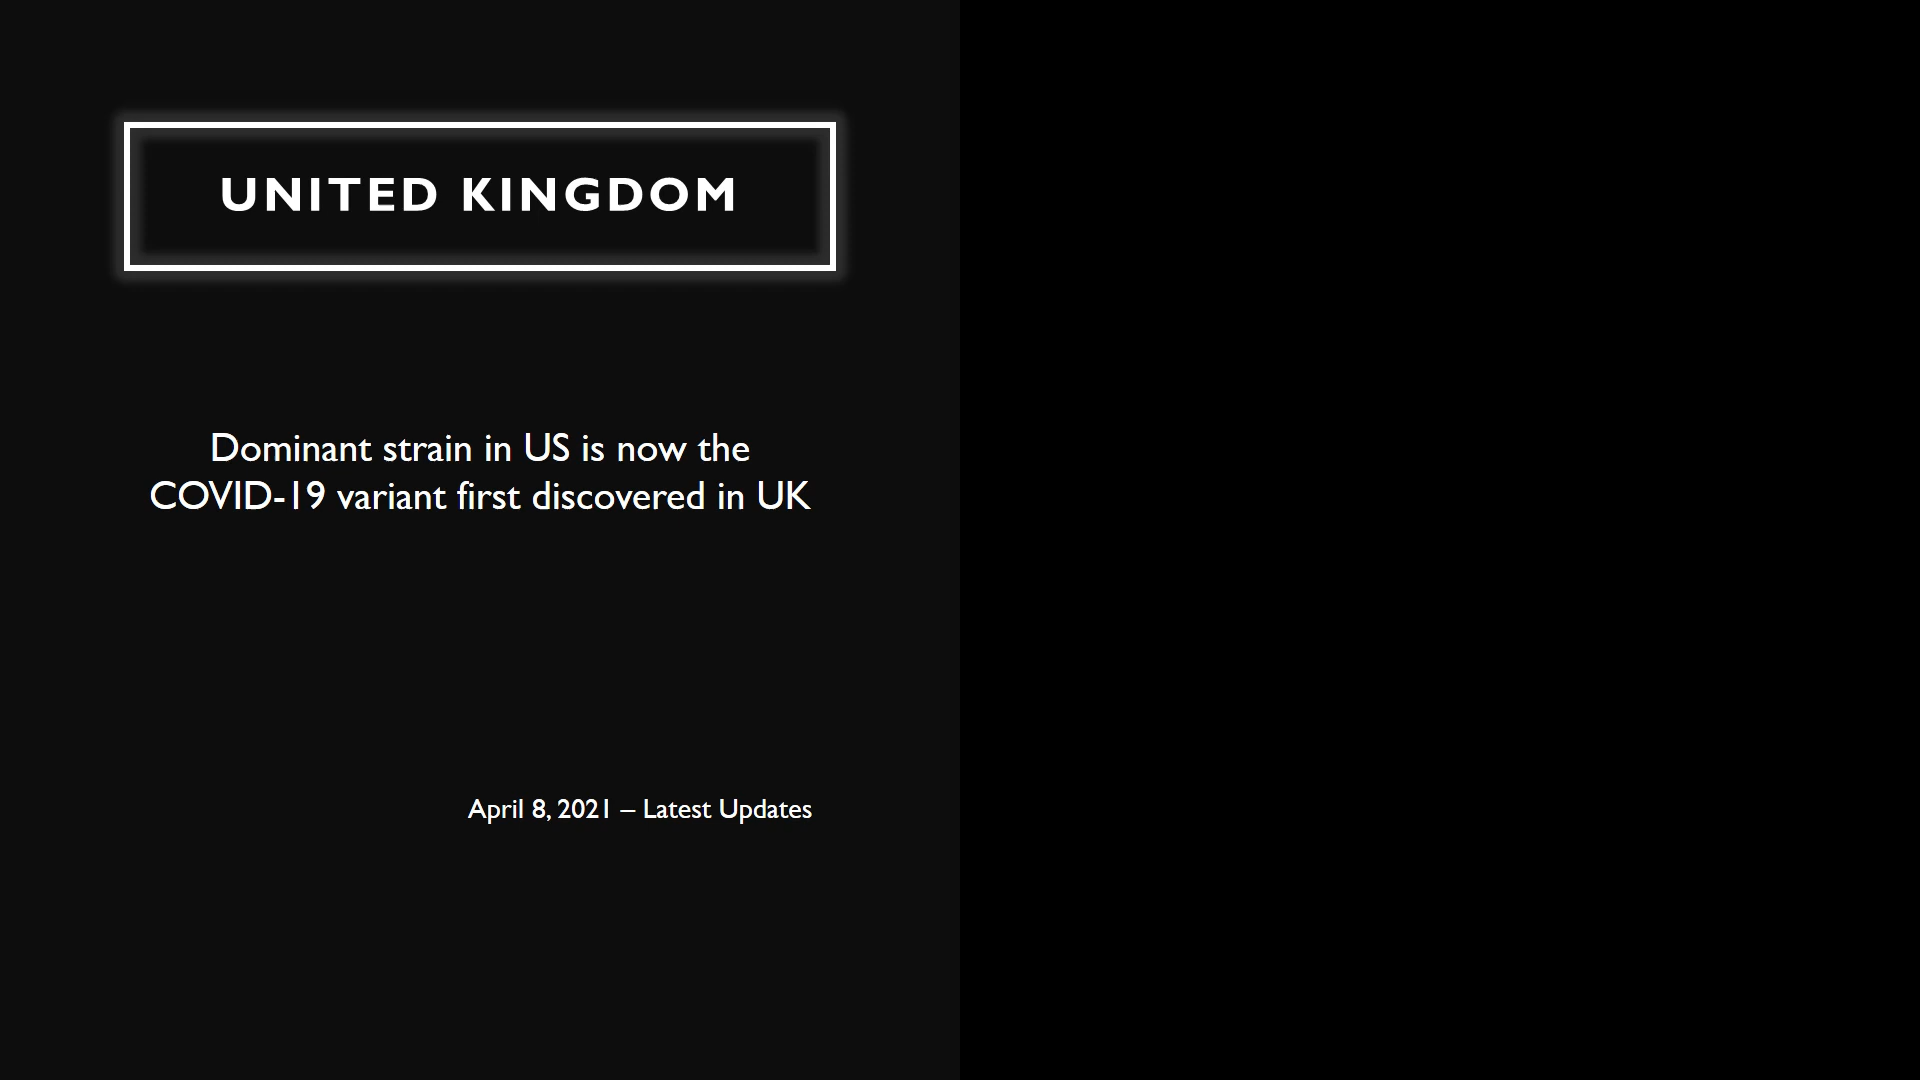 UNITED KINGDOM
Dominant strain in US is now the
COVID-19 variant first discovered in UK
April 8, 2021 – Latest Updates